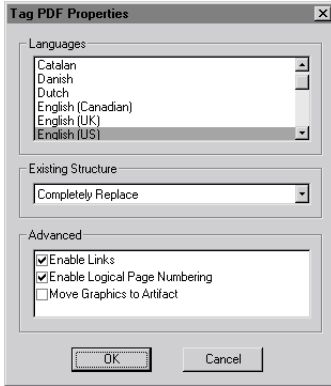 Tag PDF Properties
Languages
Catalan
Danish
Dutch
English (Canadian)
English (UK)
English (US)
Existing Structure
Completely Replace
Advanced
Enable Links
Enable Logical Page Numbering
Move Graphics to Artifact
OK
Cancel